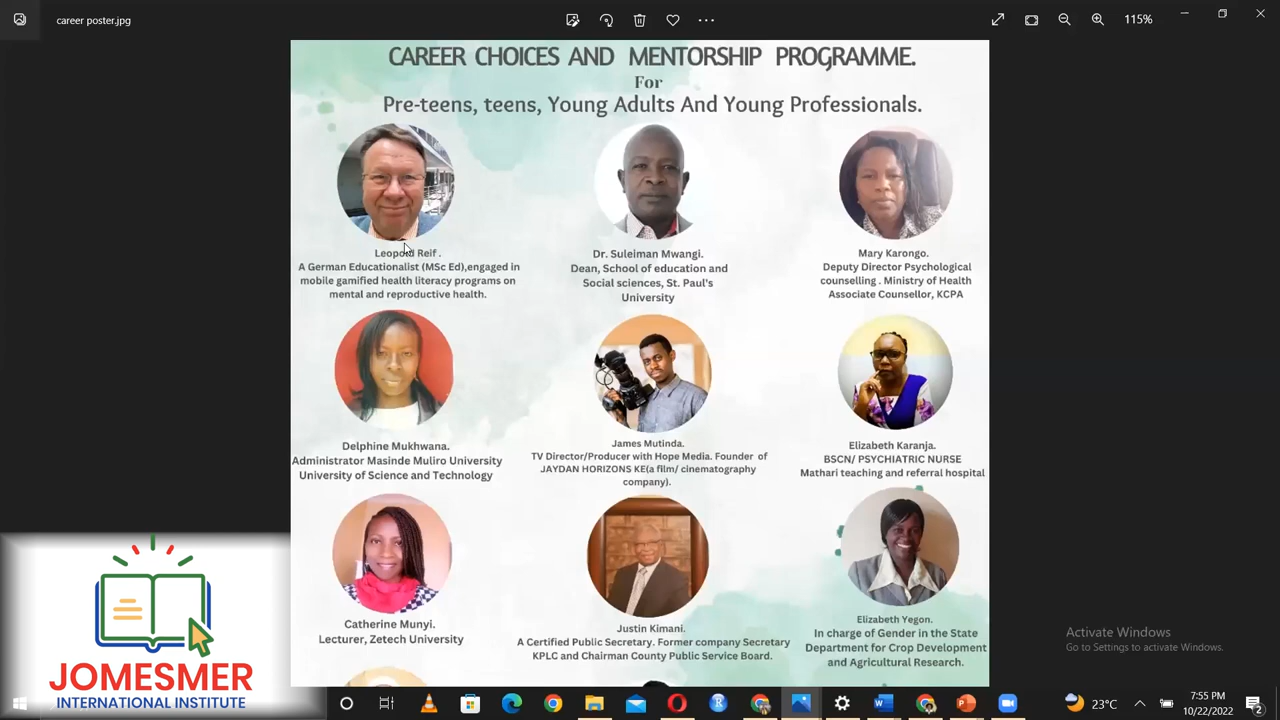 career poster.jpg
115%
CAREER CHOICES AND MENTORSHIP PROGRAMME.
For
Pre-teens, teens, Young Adults And Young Professionals.
Leopold Reif .
A German Educationalist (MSc Ed),engaged in
mobile gamified health literacy programs on
mental and reproductive health.
Dr. Suleiman Mwangi.
Dean, School of education and
Social sciences, St. Paul's
University
Mary Karongo.
Deputy Director Psychological
counselling . Ministry of Health
Associate Counsellor, KCPA
Delphine Mukhwana.
Administrator Masinde Muliro University
University of Science and Technology
James Mutinda.
TV Director/Producer with Hope Media. Founder of
JAYDAN HORIZONS KE(a film/ cinematography
company).
Elizabeth Karanja.
BSCN/ PSYCHIATRIC NURSE
Mathari teaching and referral hospital
Catherine Munyi.
Lecturer, Zetech University
Justin Kimani.
A Certified Public Secretary. Former company Secretary
KPLC and Chairman County Public Service Board.
Elizabeth Yegon.
In charge of Gender in the State
Department for Crop Development
and Agricultural Research.
Activate Windows
Go to Settings to activate Windows.
JOMESMER
INTERNATIONAL INSTITUTE
23°C
7:55 PM
10/22/2022
2